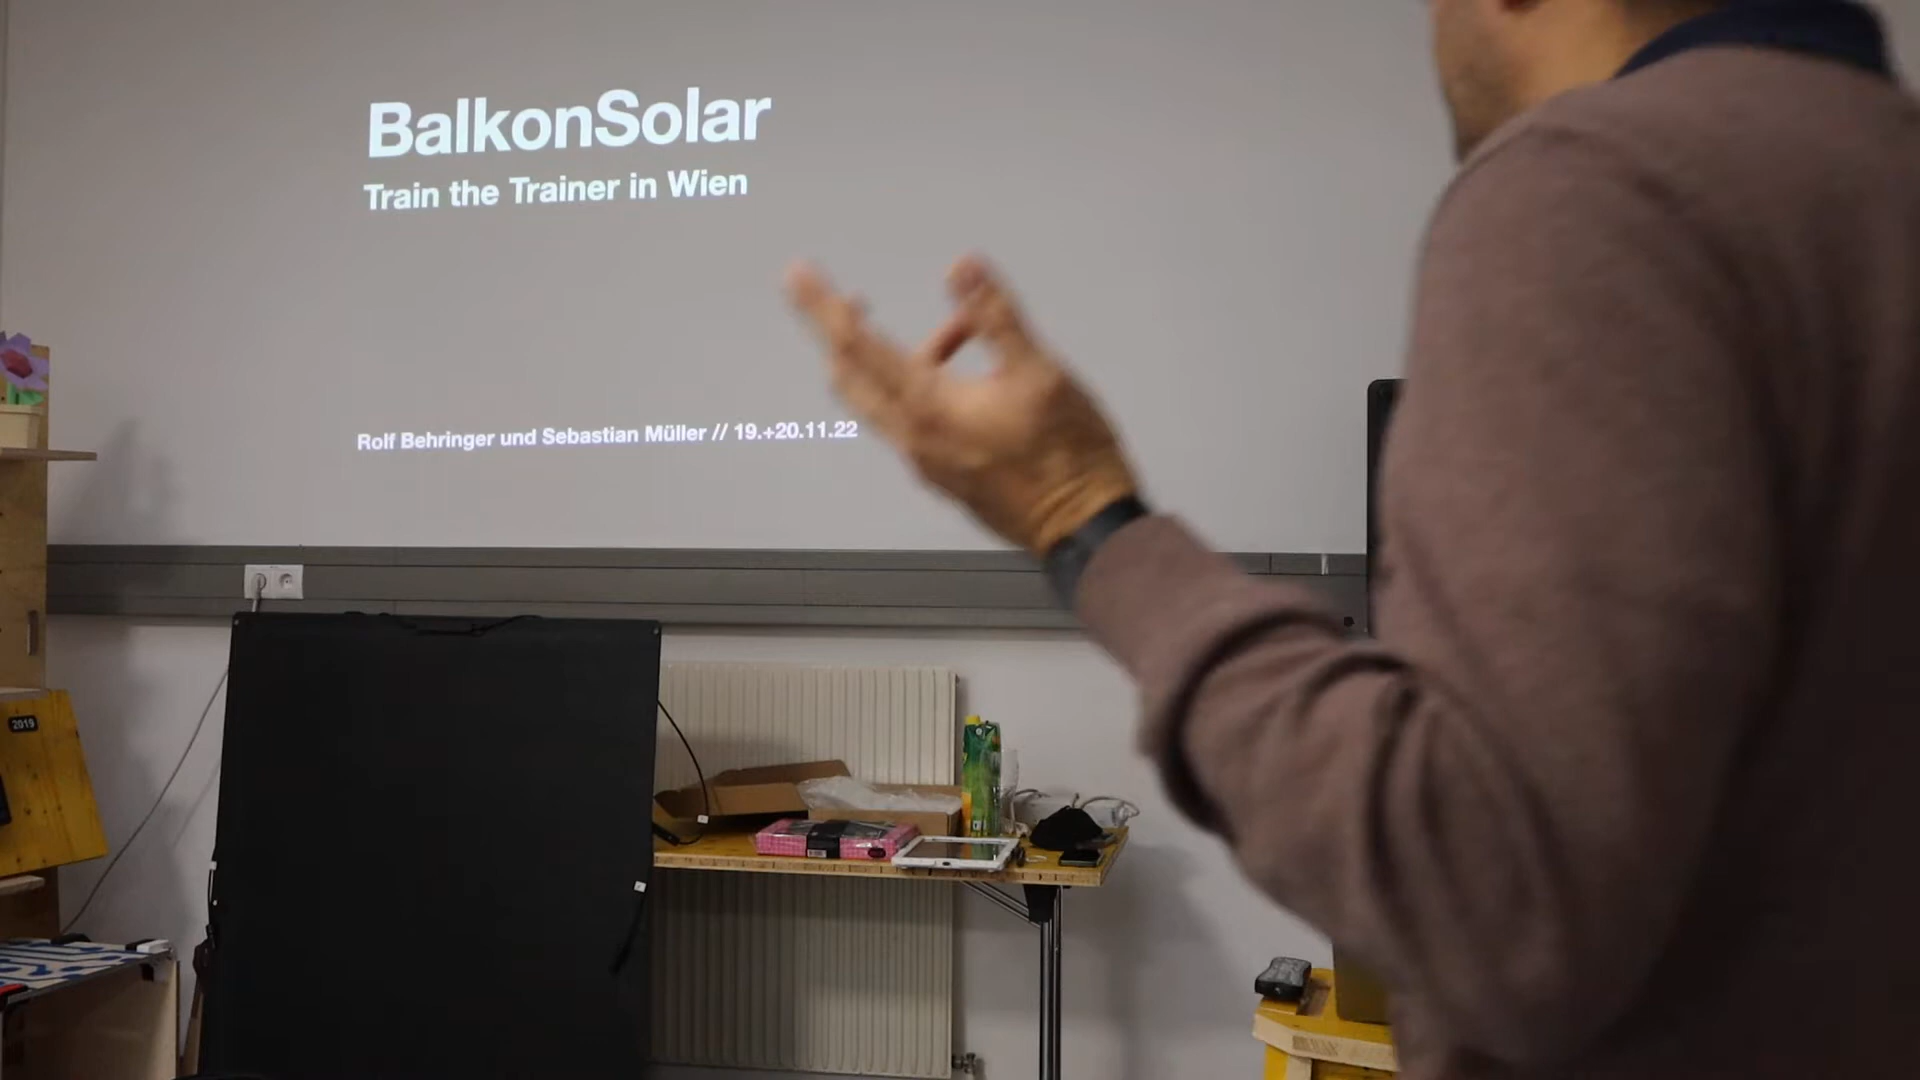 BalkonSolar
Train the Trainer in Wien
Rolf Behringer und Sebastian Müller // 19.+20.11.22
2019